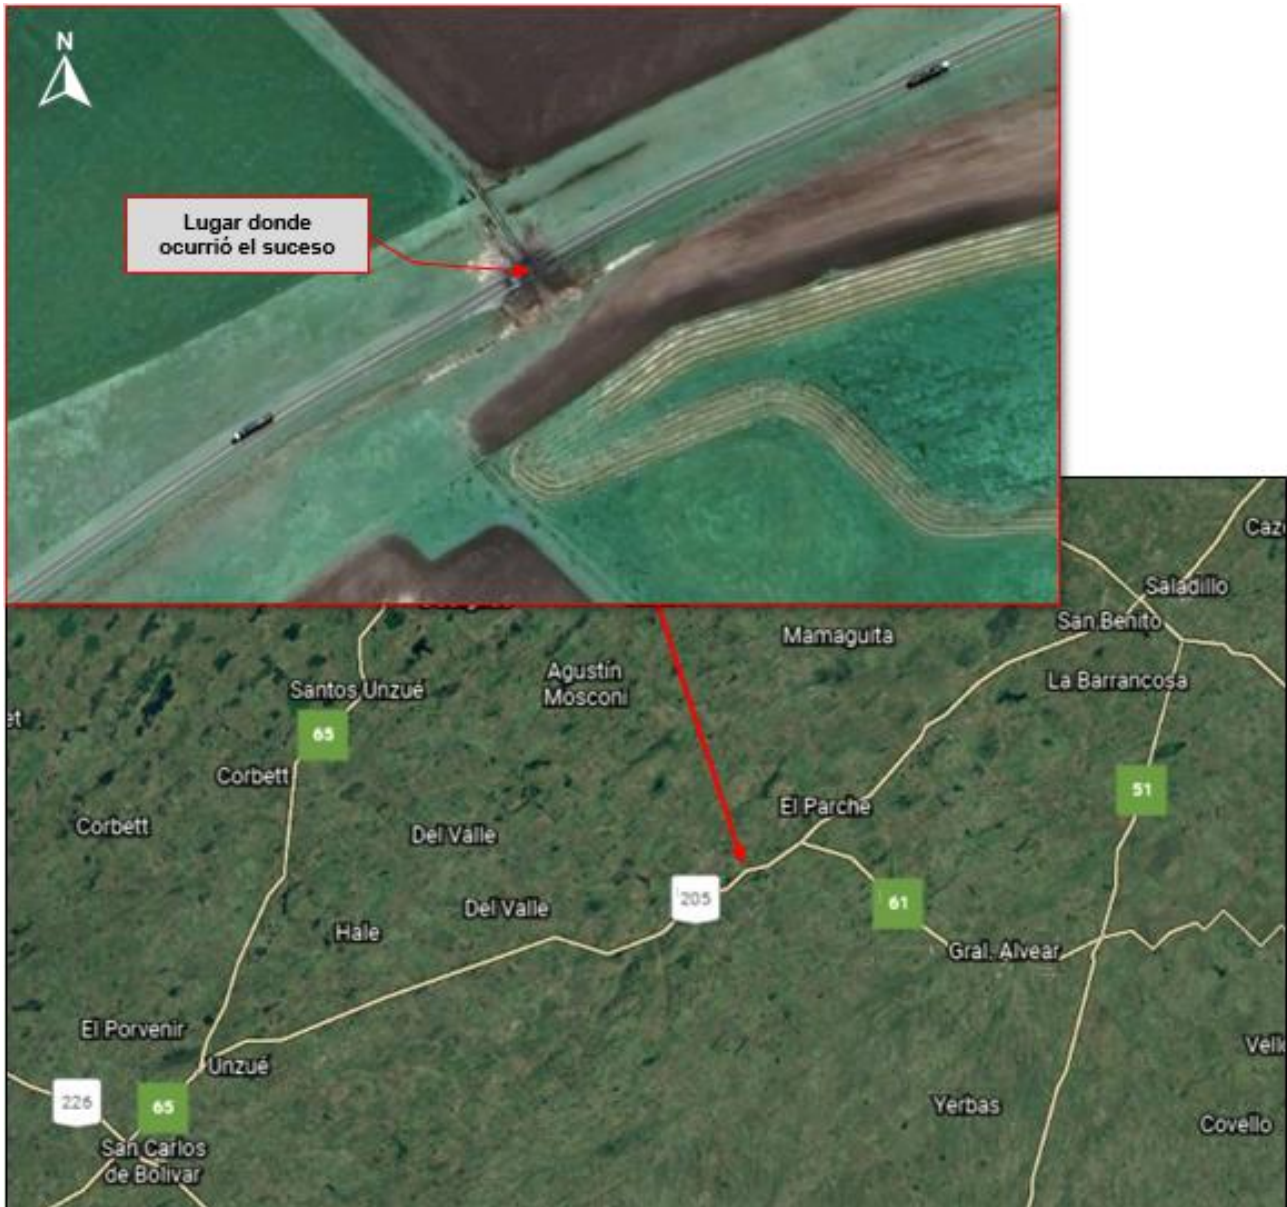 N
Lugar donde
ocurrió el suceso
Saladillo
San Benito
Mamaguita
Agustín
Mosconi
La Barrancosa
Santos Unzué
65
Corbett
51
El Parche
Corbett
Del Valle
205
61
Del Valle
Hale
Gral. Alvear
El Porvenir
Unzué
226
65
Yerbas
Covello
San Carlos
de Bolívar